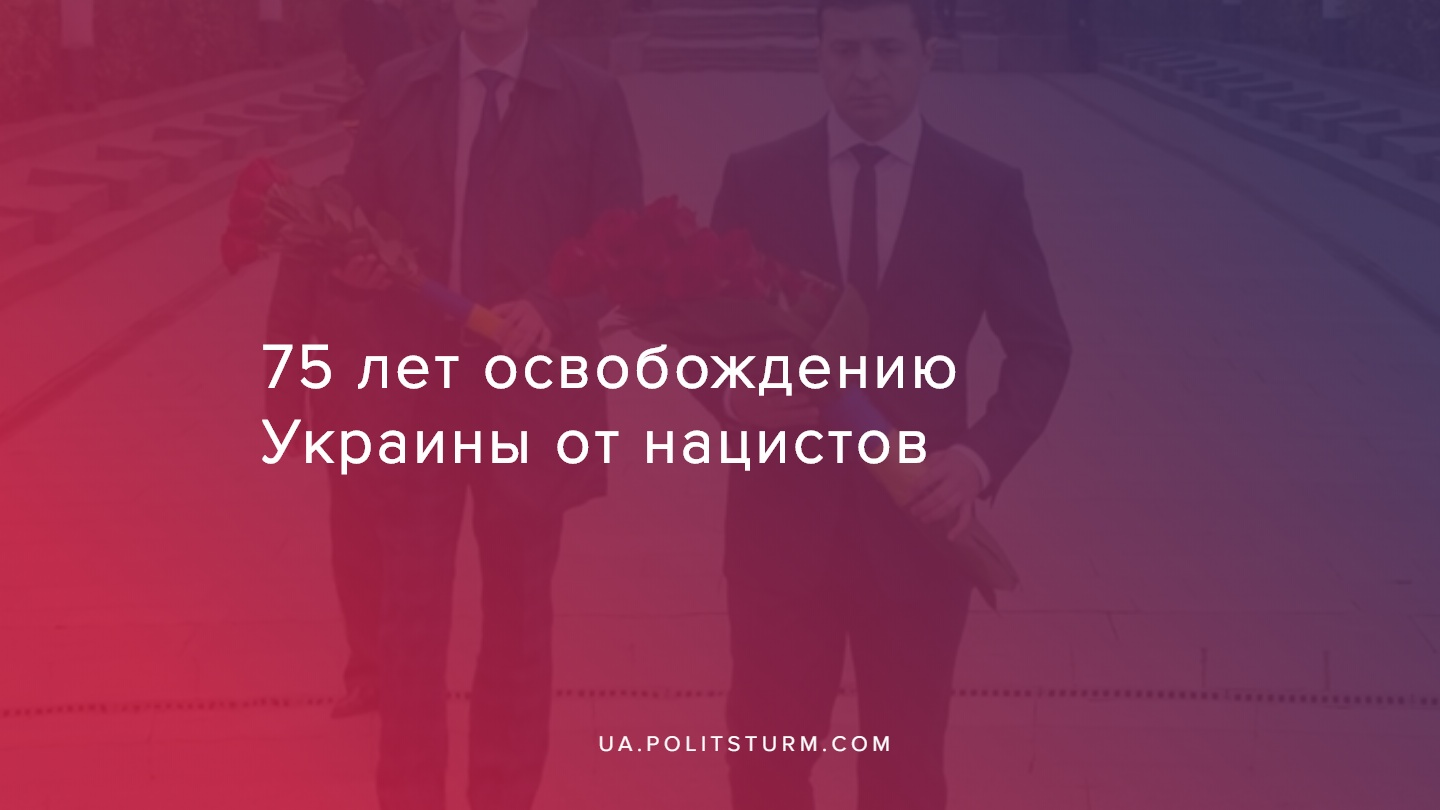 75 лет освобождению
Украины от нацистов
UA.POLITSTURM.COM